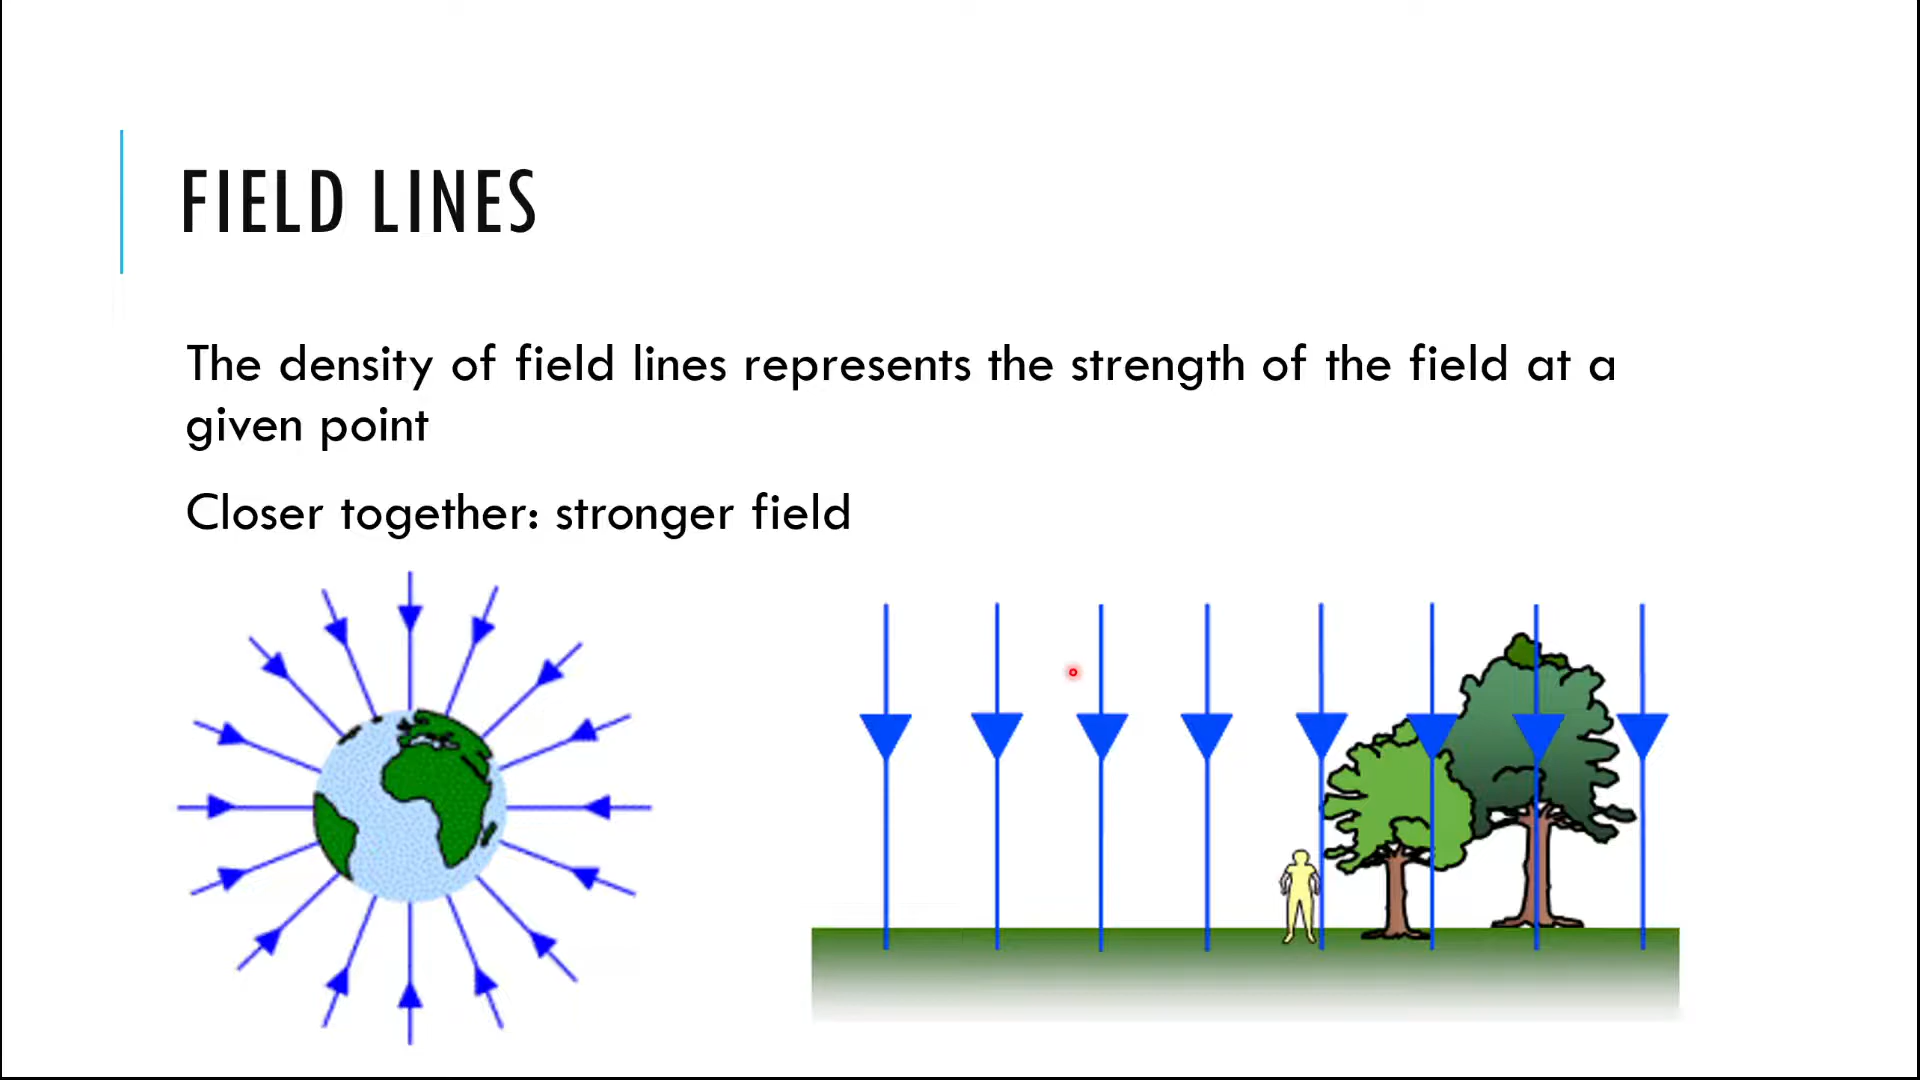 FIELD LINES
The density of field lines represents the strength of the field at a
given point
Closer together: stronger field